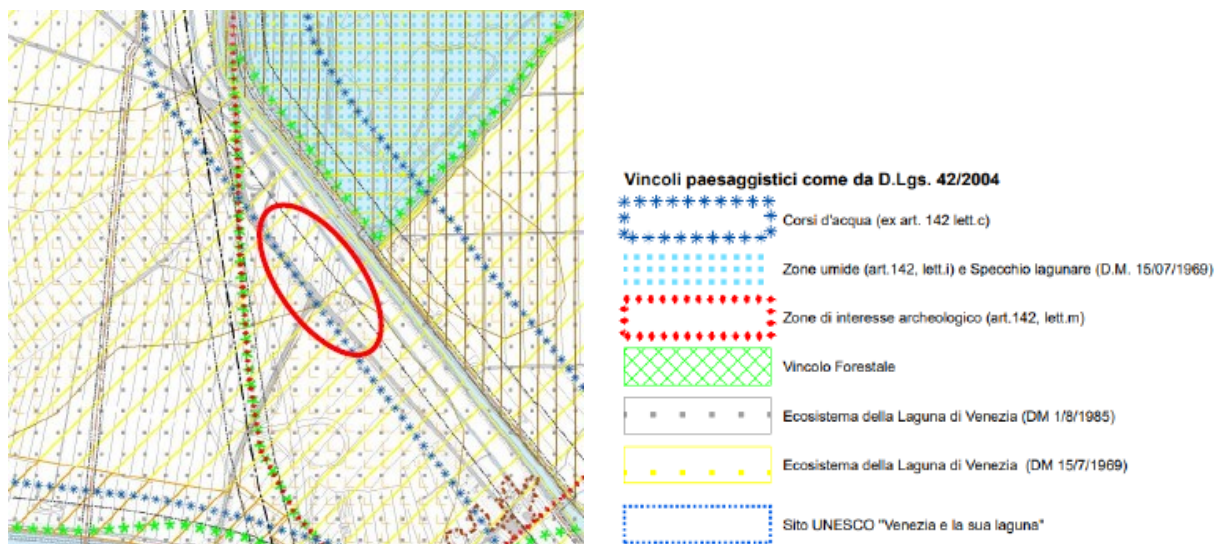 Vincoli paesaggistici come da D.Lgs. 42/2004
Corsi d'acqua (ex art. 142 lett.c)
Zone umide (art.142, lett.i) e Specchio lagunare (D.M. 15/07/1969)
Zone di interesse archeologico (art.142, lett.m)
Vincolo Forestale
Ecosistema della Laguna di Venezia (DM 1/8/1985)
Ecosistema della Laguna di Venezia (DM 15/7/1969)
Sito UNESCO "Venezia e la sua laguna"